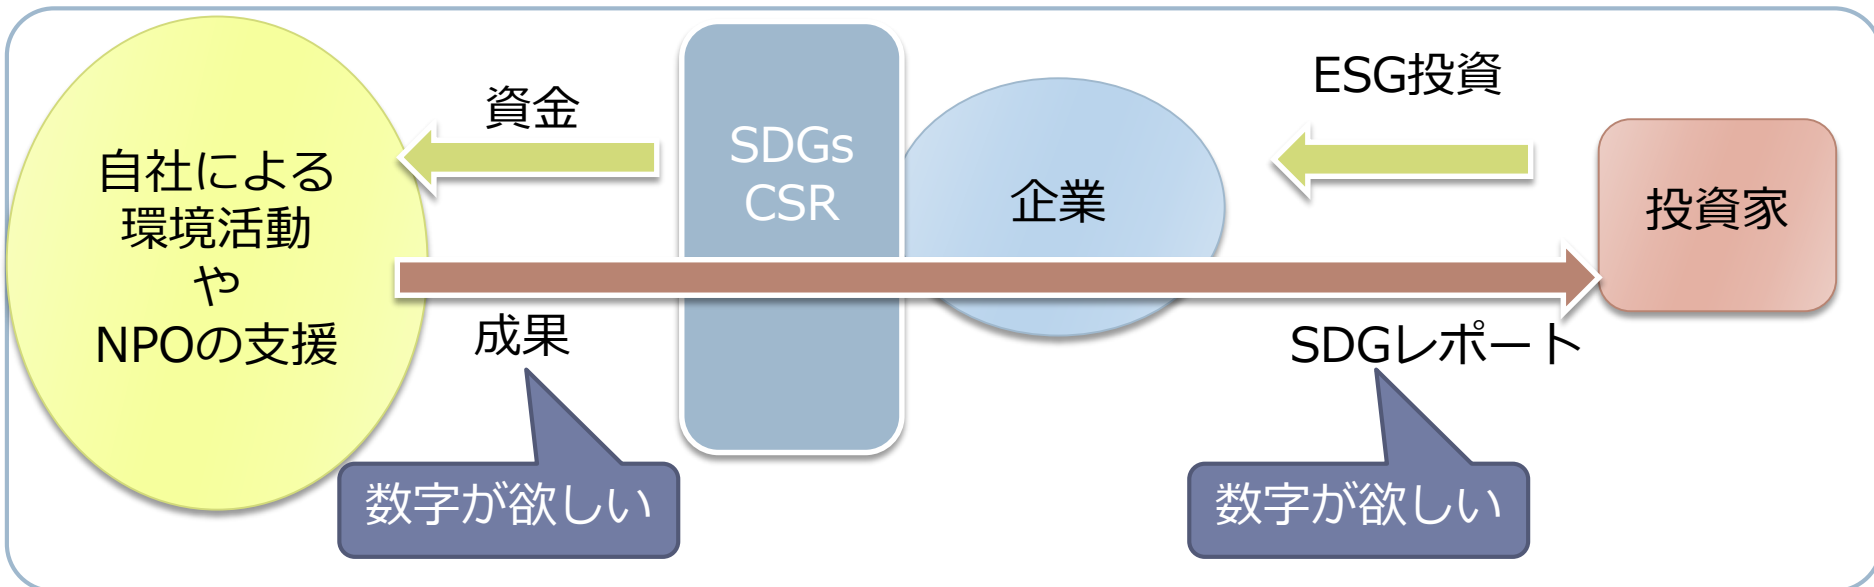 自社による
環境活動
や
NPOの支援
資金
SDGs
CSR
企業
ESG投資
投資家
成果
SDGレポート
数字が欲しい
数字が欲しい